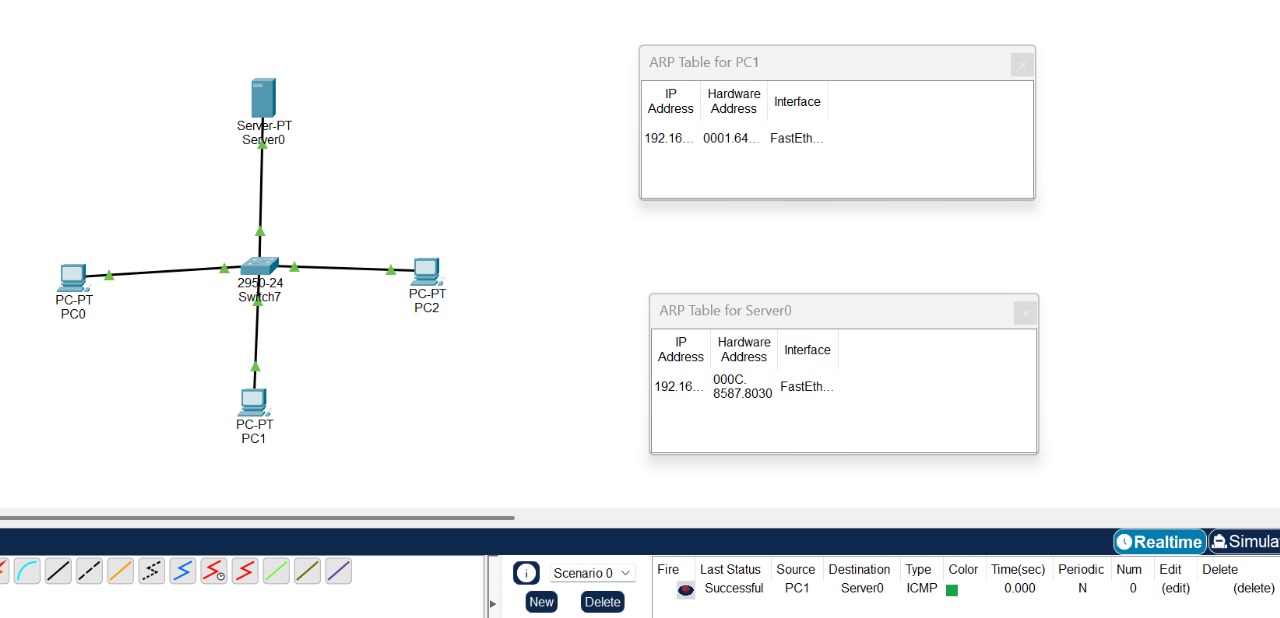 Server-PT
Server0
2950-24
Switch7
PC-PT
PC0
PC-PT
PC2
PC-PT
PC1
ARP Table for PC1
IP Address Hardware Address Interface
192.16... 0001.64... FastEth...
ARP Table for Server0
IP Address Hardware Address Interface
192.16... 000C.8587.8030 FastEth...
Realtime Simula
Scenario 0
New Delete
Fire Last Status Source Destination Type Color Time(sec) Periodic Num Edit Delete
Successful PC1 Server0 ICMP 0.000 N 0 (edit) (delete)